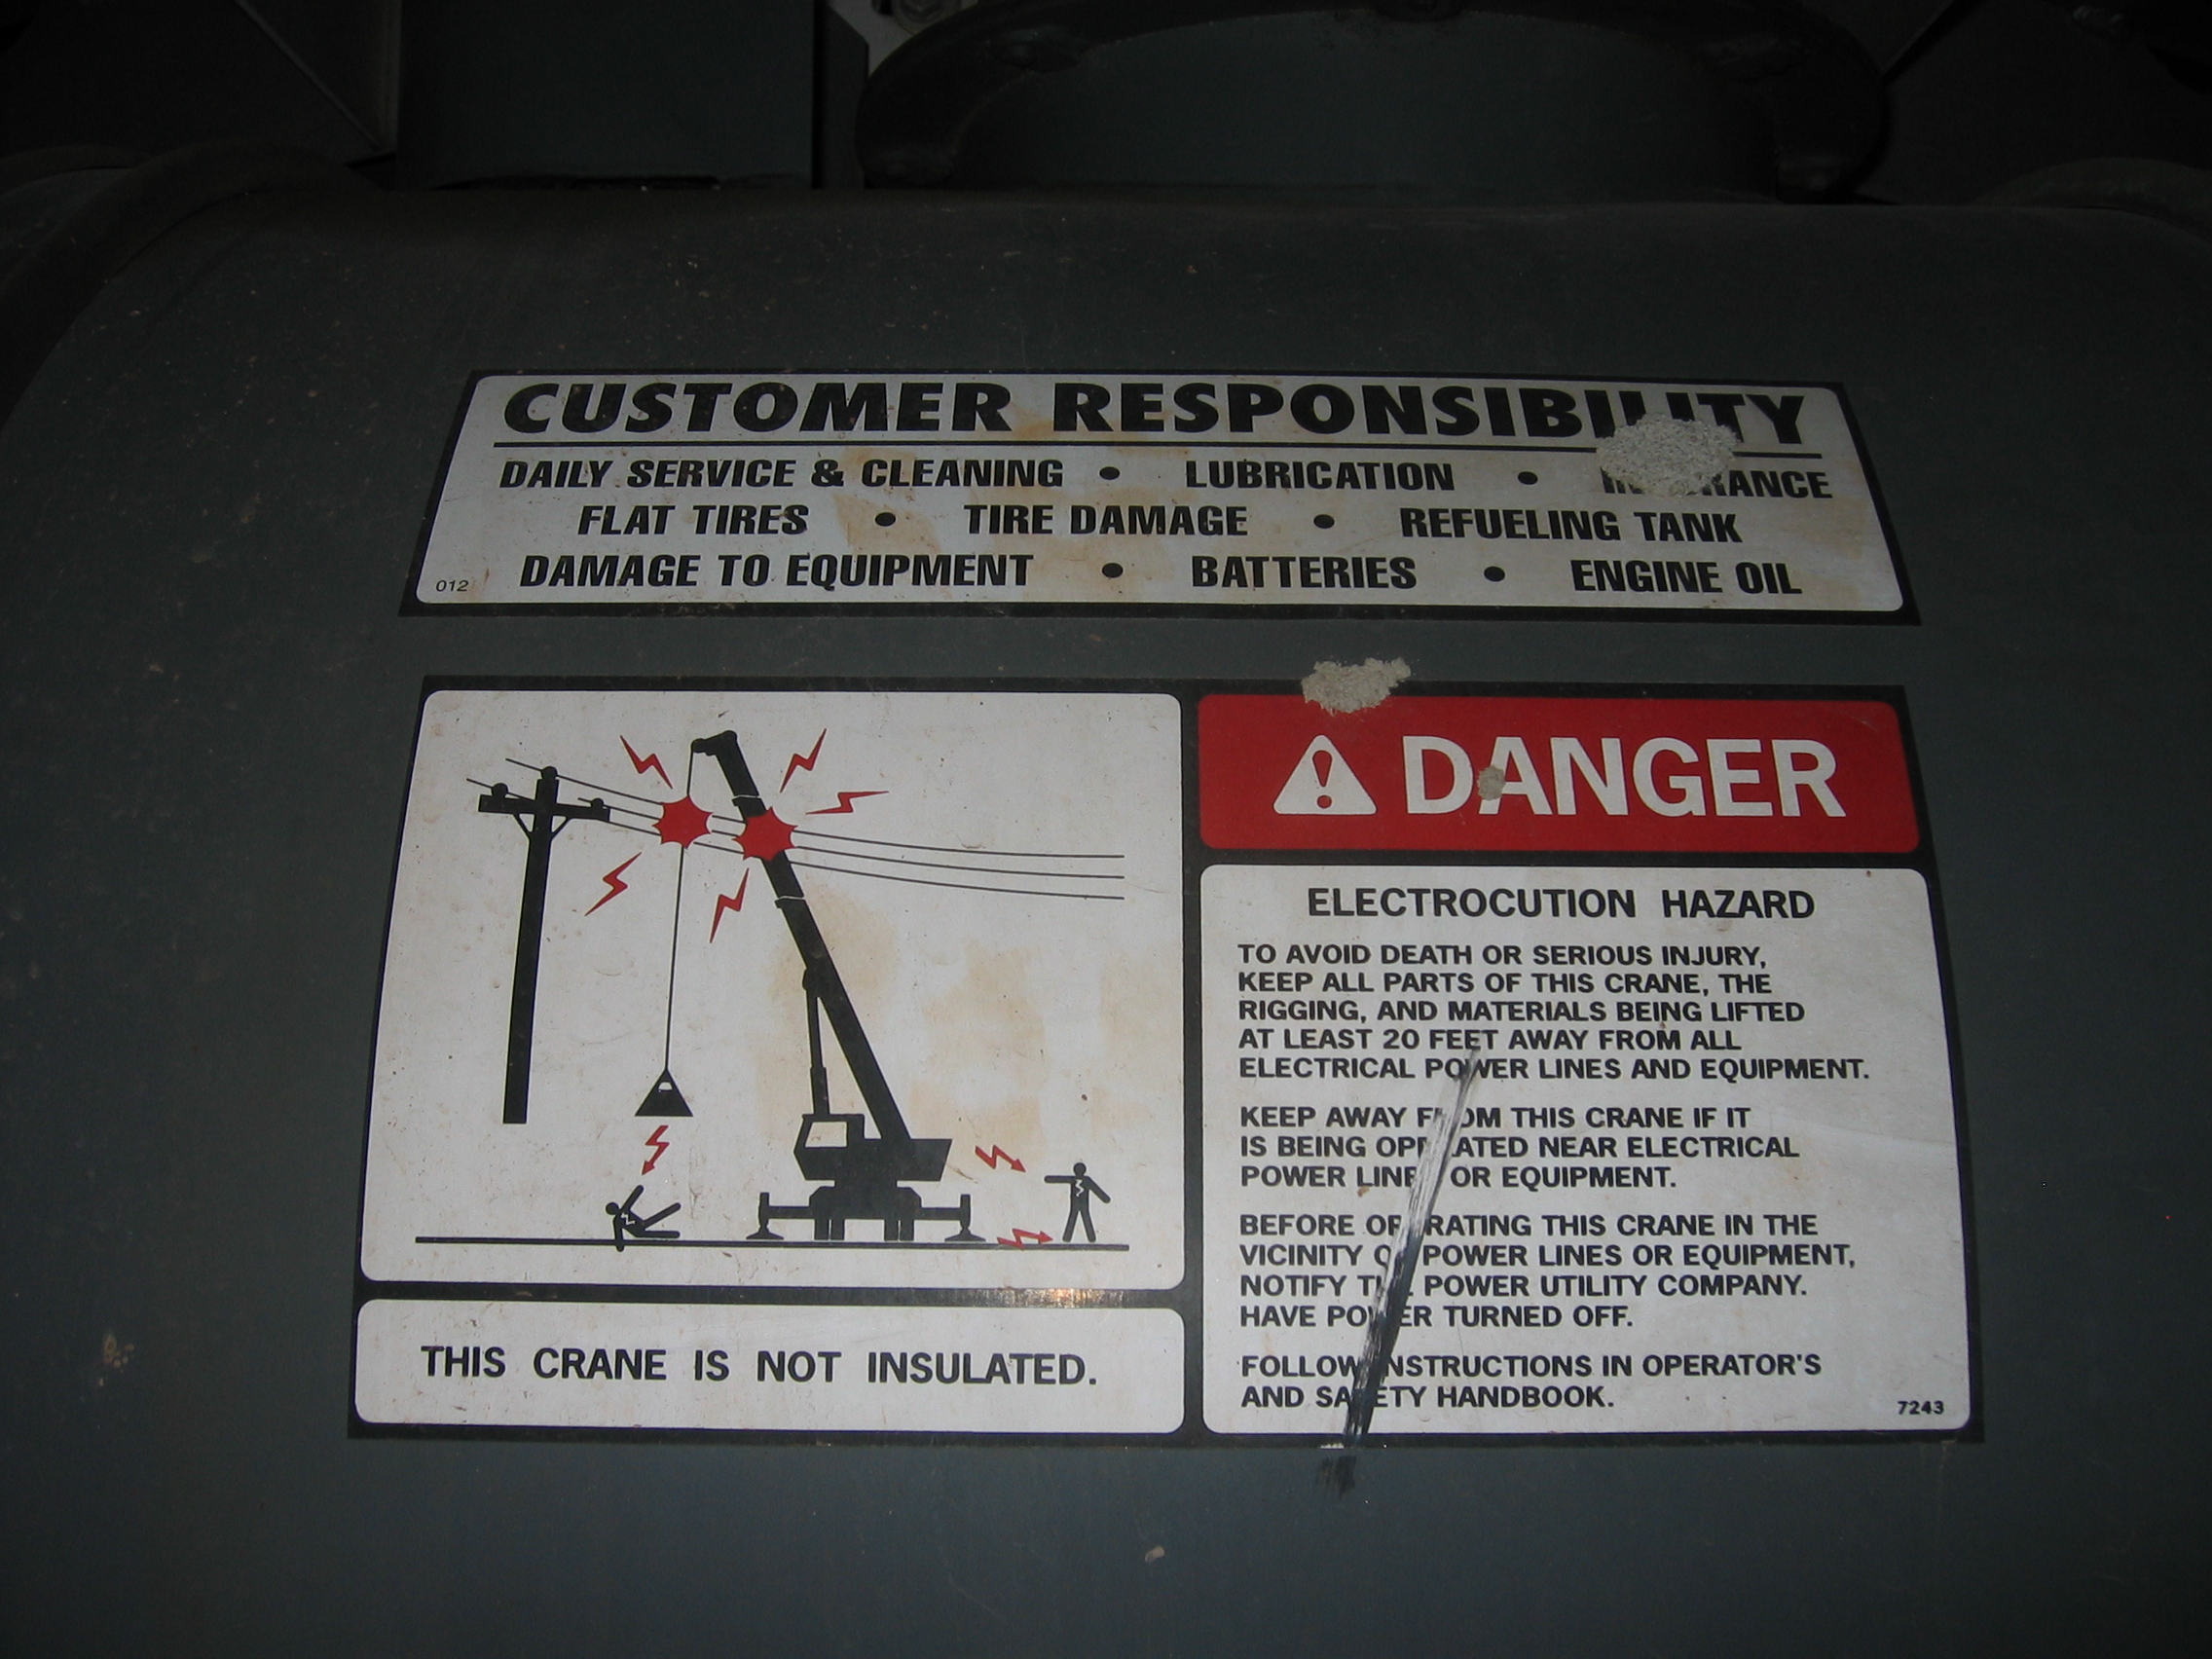 CUSTOMER RESPONSIBILITY
DAILY SERVICE & CLEANING • LUBRICATION • INSURANCE
FLAT TIRES • TIRE DAMAGE • REFUELING TANK
DAMAGE TO EQUIPMENT • BATTERIES • ENGINE OIL
012
DANGER
ELECTROCUTION HAZARD
TO AVOID DEATH OR SERIOUS INJURY,
KEEP ALL PARTS OF THIS CRANE, THE
RIGGING, AND MATERIALS BEING LIFTED
AT LEAST 20 FEET AWAY FROM ALL
ELECTRICAL POWER LINES AND EQUIPMENT.
KEEP AWAY FROM THIS CRANE IF IT
IS BEING OPERATED NEAR ELECTRICAL
POWER LINES OR EQUIPMENT.
BEFORE OPERATING THIS CRANE IN THE
VICINITY OF POWER LINES OR EQUIPMENT,
NOTIFY THE POWER UTILITY COMPANY.
HAVE POWER TURNED OFF.
FOLLOW INSTRUCTIONS IN OPERATOR'S
AND SAFETY HANDBOOK.
7243
THIS CRANE IS NOT INSULATED.